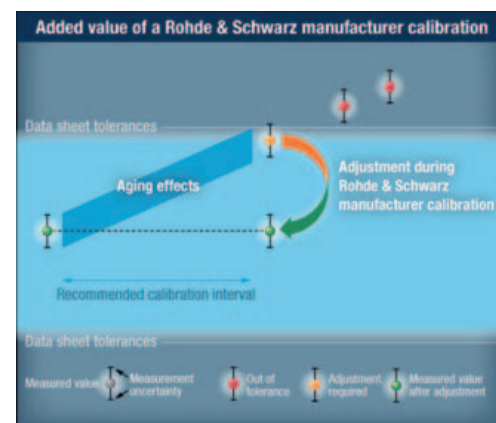 Added value of a Rohde & Schwarz manufacturer calibration
Data sheet tolerances
Aging effects
Adjustment during
Rohde & Schwarz
manufacturer calibration
Recommended calibration interval
Data sheet tolerances
Measured value
Measurement
uncertainty
Out of
tolerance
Adjustment
required
Measured value
after adjustment